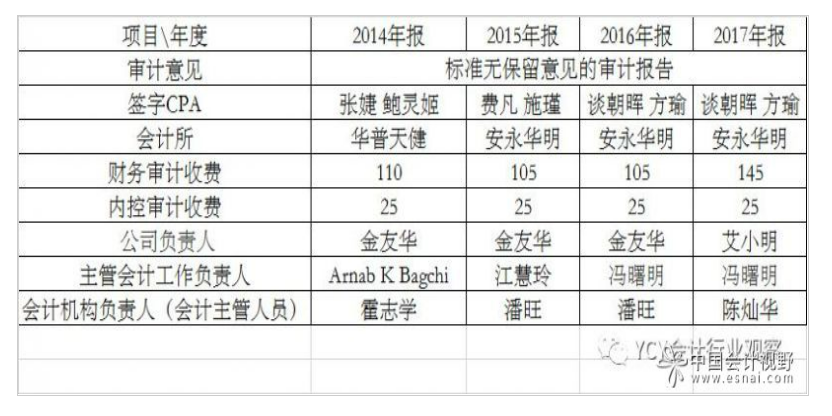 项目\年度 2014年报 2015年报 2016年报 2017年报
审计意见 标准无保留意见的审计报告
签字CPA 张婕 鲍灵姬 费凡 施瑾 谈朝晖 方瑜 谈朝晖 方瑜
会计所 华普天健 安永华明 安永华明 安永华明
财务审计收费 110 105 105 145
内控审计收费 25 25 25 25
公司负责人 金友华 金友华 金友华 艾小明
主管会计工作负责人 Arnab K Bagchi 江慧玲 冯曙明 冯曙明
会计机构负责人（会计主管人员） 霍志学 潘旺 潘旺 陈灿华
YCY会计行业观察
中国会计视野
www.esnai.com